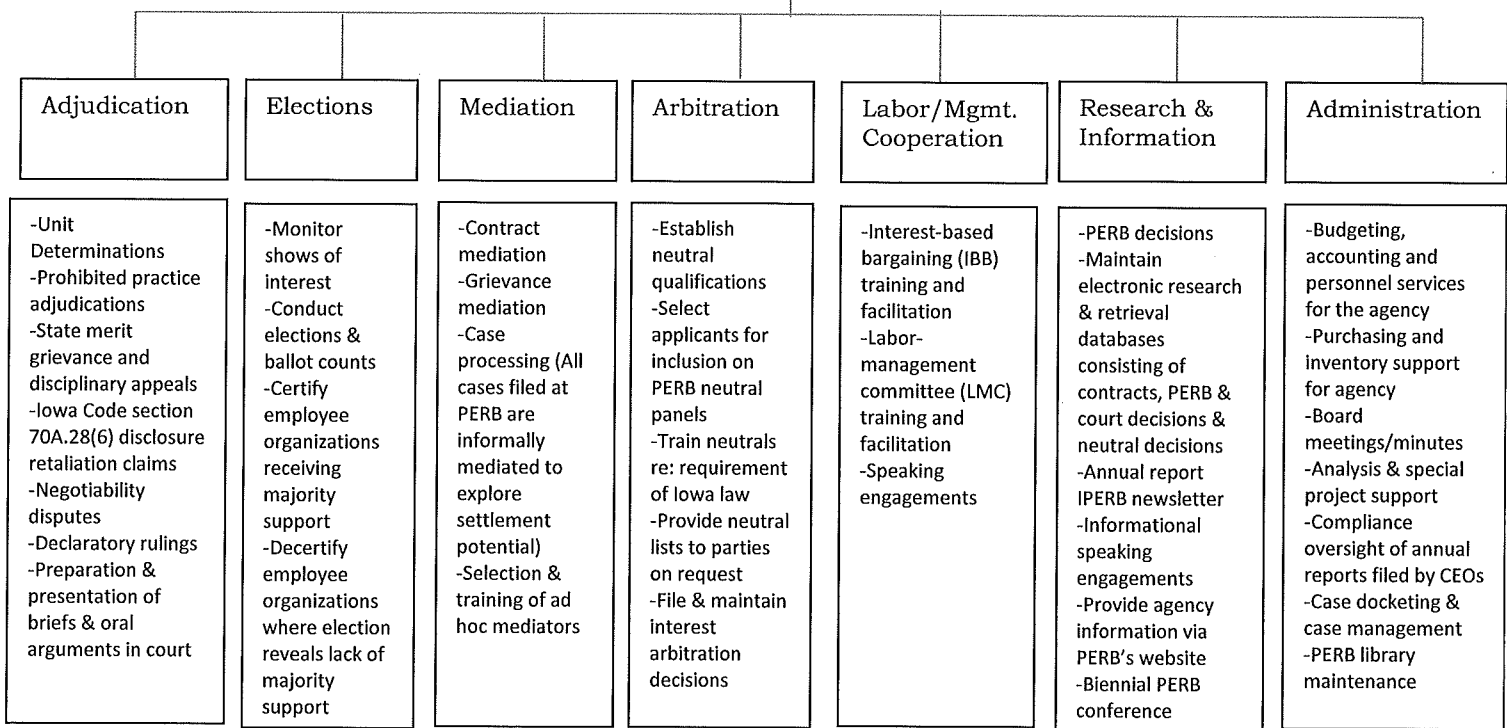 Adjudication
Elections
Mediation
Arbitration
Labor/Mgmt.
Cooperation
Research &
Information
Administration
-Unit
Determinations
-Prohibited practice
adjudications
-State merit
grievance and
disciplinary appeals
-Iowa Code section
70A.28(6) disclosure
retaliation claims
-Negotiability
disputes
-Declaratory rulings
-Preparation &
presentation of
briefs & oral
arguments in court
-Monitor
shows of
interest
-Conduct
elections &
ballot counts
-Certify
employee
organizations
receiving
majority
support
-Decertify
employee
organizations
where election
reveals lack of
majority
support
-Contract
mediation
-Grievance
mediation
-Case
processing (All
cases filed at
PERB are
informally
mediated to
explore
settlement
potential)
-Selection &
training of ad
hoc mediators
-Establish
neutral
qualifications
-Select
applicants for
inclusion on
PERB neutral
panels
-Train neutrals
re: requirement
of Iowa law
-Provide neutral
lists to parties
on request
-File & maintain
interest
arbitration
decisions
-Interest-based
bargaining (IBB)
training and
facilitation
-Labor-
management
committee (LMC)
training and
facilitation
-Speaking
engagements
-PERB decisions
-Maintain
electronic research
& retrieval
databases
consisting of
contracts, PERB &
court decisions &
neutral decisions
-Annual report
IPERB newsletter
-Informational
speaking
engagements
-Provide agency
information via
PERB's website
-Biennial PERB
conference
-Budgeting,
accounting and
personnel services
for the agency
-Purchasing and
inventory support
for agency
-Board
meetings/minutes
-Analysis & special
project support
-Compliance
oversight of annual
reports filed by CEOs
-Case docketing &
case management
-PERB library
maintenance